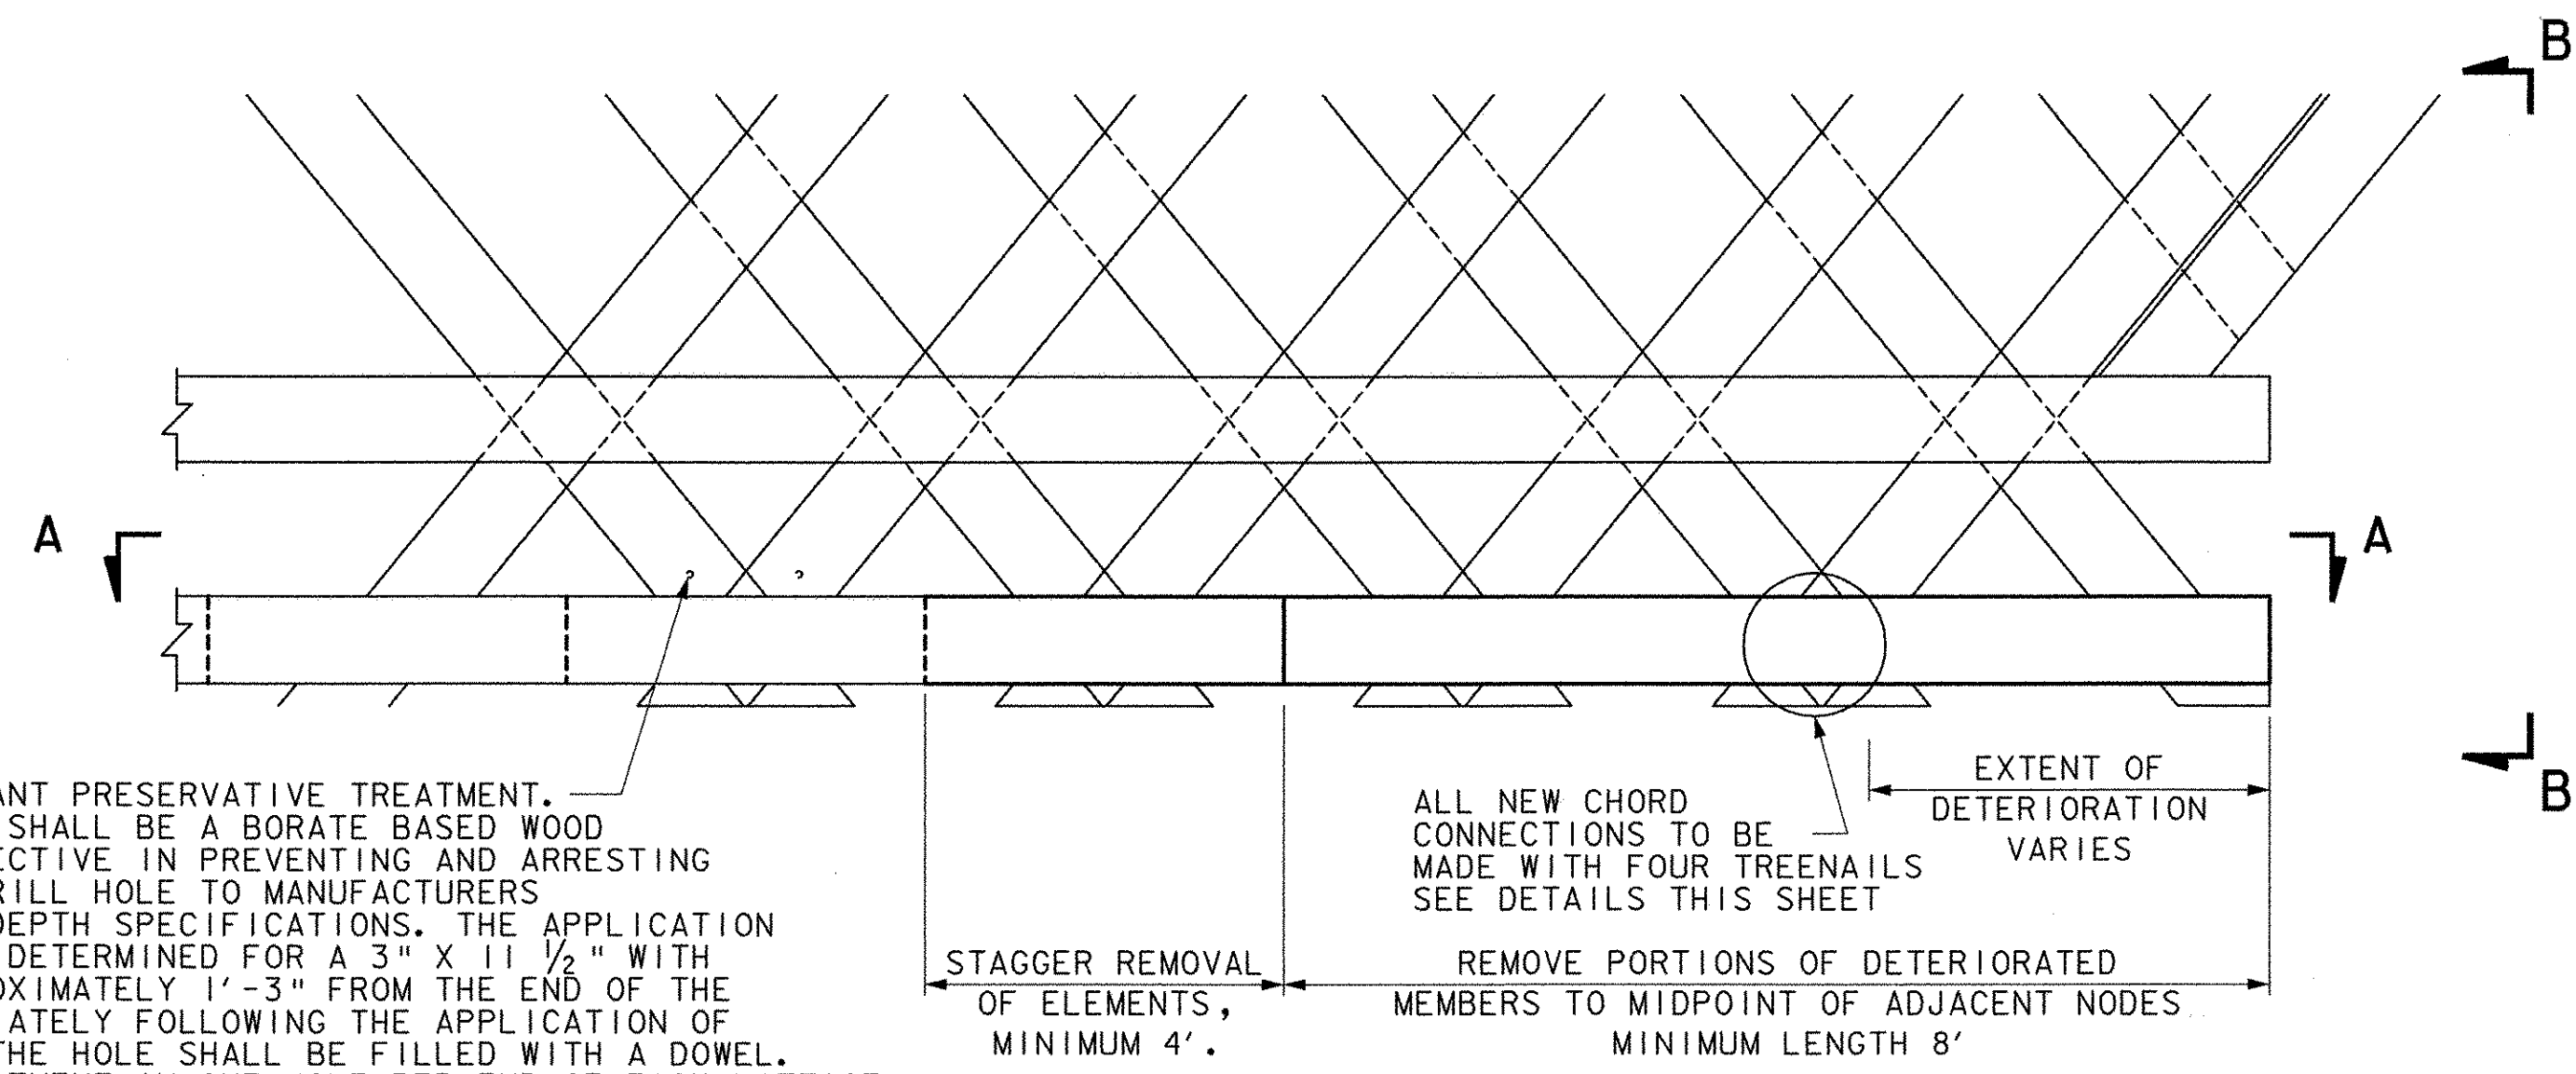 B
A
A
ANT PRESERVATIVE TREATMENT.
SHALL BE A BORATE BASED WOOD
ECTIVE IN PREVENTING AND ARRESTING
RILL HOLE TO MANUFACTURERS
DEPTH SPECIFICATIONS. THE APPLICATION
DETERMINED FOR A 3" X 11 1/2" WITH
OXIMATELY 1'-3" FROM THE END OF THE
ATELY FOLLOWING THE APPLICATION OF
THE HOLE SHALL BE FILLED WITH A DOWEL.
STAGGER REMOVAL
OF ELEMENTS,
MINIMUM 4'.
ALL NEW CHORD
CONNECTIONS TO BE
MADE WITH FOUR TREENAILS
SEE DETAILS THIS SHEET
EXTENT OF
DETERIORATION
VARIES
REMOVE PORTIONS OF DETERIORATED
MEMBERS TO MIDPOINT OF ADJACENT NODES
MINIMUM LENGTH 8'
B